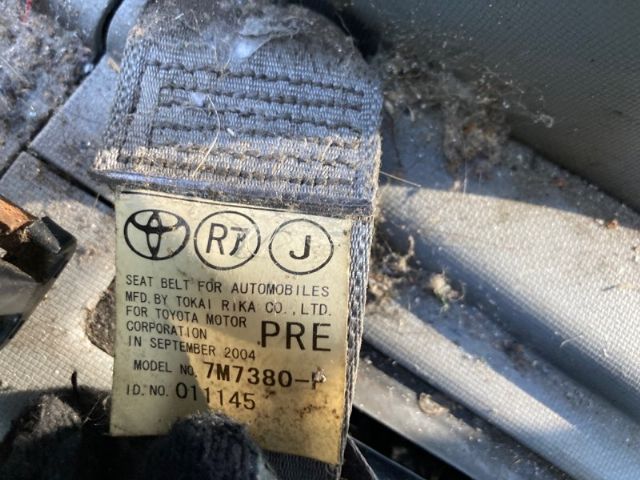 R7 J
SEAT BELT FOR AUTOMOBILES
MFD. BY TOKAI RIKA CO., LTD.
FOR TOYOTA MOTOR
CORPORATION PRE
IN SEPTEMBER 2004
MODEL NO. 7M7380-P
I D. NO. 011145